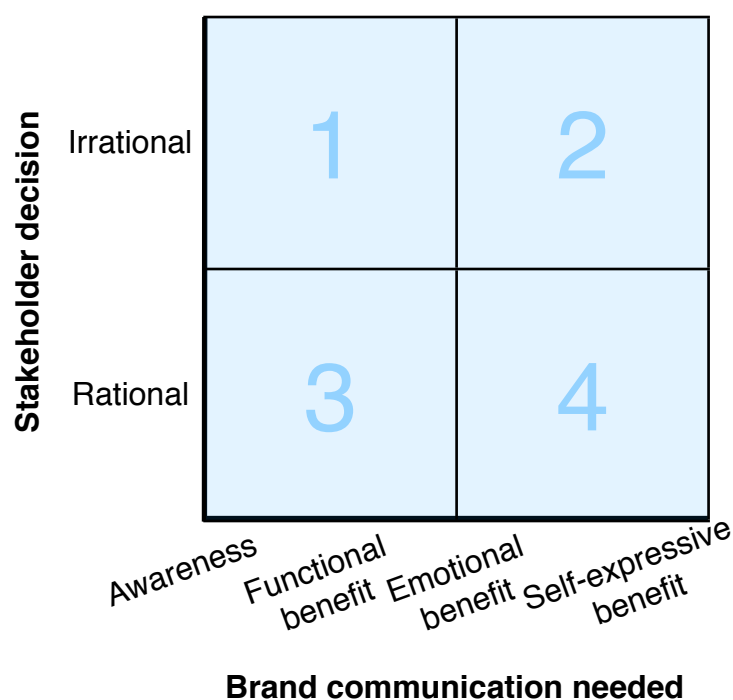 Stakeholder decision
Irrational
1
2
Rational
3
4
Awareness
Functional
benefit
Emotional
benefit
Self-expressive
benefit
Brand communication needed